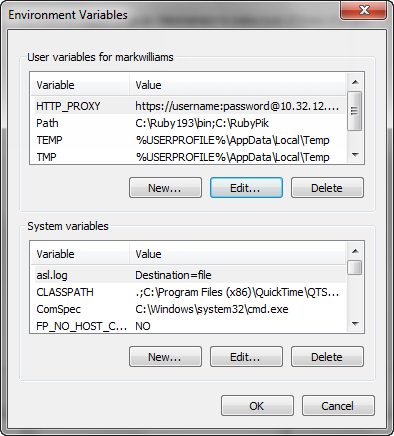 Environment Variables
User variables for markwilliams
Variable Value
HTTP_PROXY https://username:password@10.32.12....
Path C:\Ruby193\bin;C:\RubyPik
TEMP %USERPROFILE%\AppData\Local\Temp
TMP %USERPROFILE%\AppData\Local\Temp
New... Edit... Delete
System variables
Variable Value
asl.log Destination=file
CLASSPATH .;C:\Program Files (x86)\QuickTime\QTS...
ComSpec C:\Windows\system32\cmd.exe
FP_NO_HOST_C... NO
New... Edit... Delete
OK Cancel